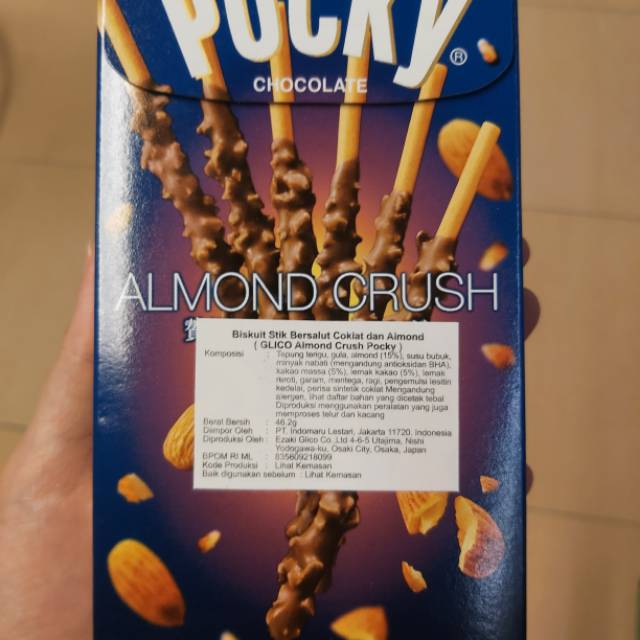 POCKY
®
CHOCOLATE
ALMOND CRUSH
Biskuit Stik Bersalut Coklat dan Almond
( GLICO Almond Crush Pocky )
Komposisi : Tepung terigu, gula, almond (15%), susu bubuk,
minyak nabati (mengandung antioksidan BHA),
kakao massa (5%), lemak kakao (5%), lemak
reroti, garam, mentega, ragi, pengemulsi lesitin
kedelai, perisa sintetik coklat Mengandung
alergen, lihat daftar bahan yang dicetak tebal
Diproduksi menggunakan peralatan yang juga
memproses telur dan kacang
Berat Bersih : 46.2g
Diimpor Oleh : PT. Indomaru Lestari, Jakarta 11720, Indonesia
Diproduksi Oleh : Ezaki Glico Co.,Ltd 4-6-5 Utajima, Nishi
Yodogawa-ku, Osaki City, Osaka, Japan
BPOM RI ML : 835609218099
Kode Produksi : Lihat Kemasan
Baik digunakan sebelum : Lihat Kemasan